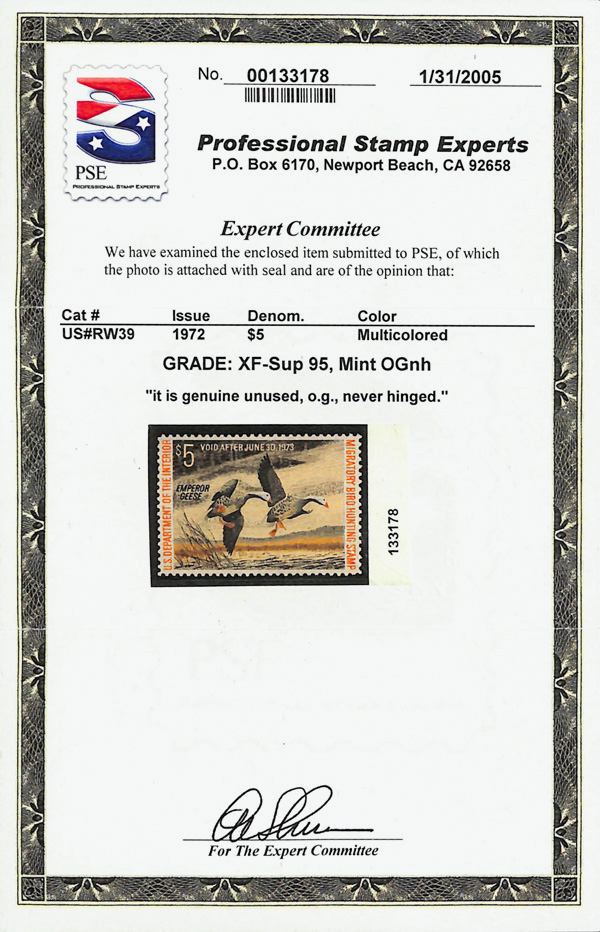 No. 00133178 1/31/2005
PSE
PROFESSIONAL STAMP EXPERTS
Professional Stamp Experts
P.O. Box 6170, Newport Beach, CA 92658
Expert Committee
We have examined the enclosed item submitted to PSE, of which
the photo is attached with seal and are of the opinion that:
Cat # Issue Denom. Color
US#RW39 1972 $5 Multicolored
GRADE: XF-Sup 95, Mint OGnh
"it is genuine unused, o.g., never hinged."
$5 VOID AFTER JUNE 30, 1973
EMPEROR
GEESE
U.S. DEPARTMENT OF THE INTERIOR
MIGRATORY BIRD HUNTING STAMP
133178
For The Expert Committee